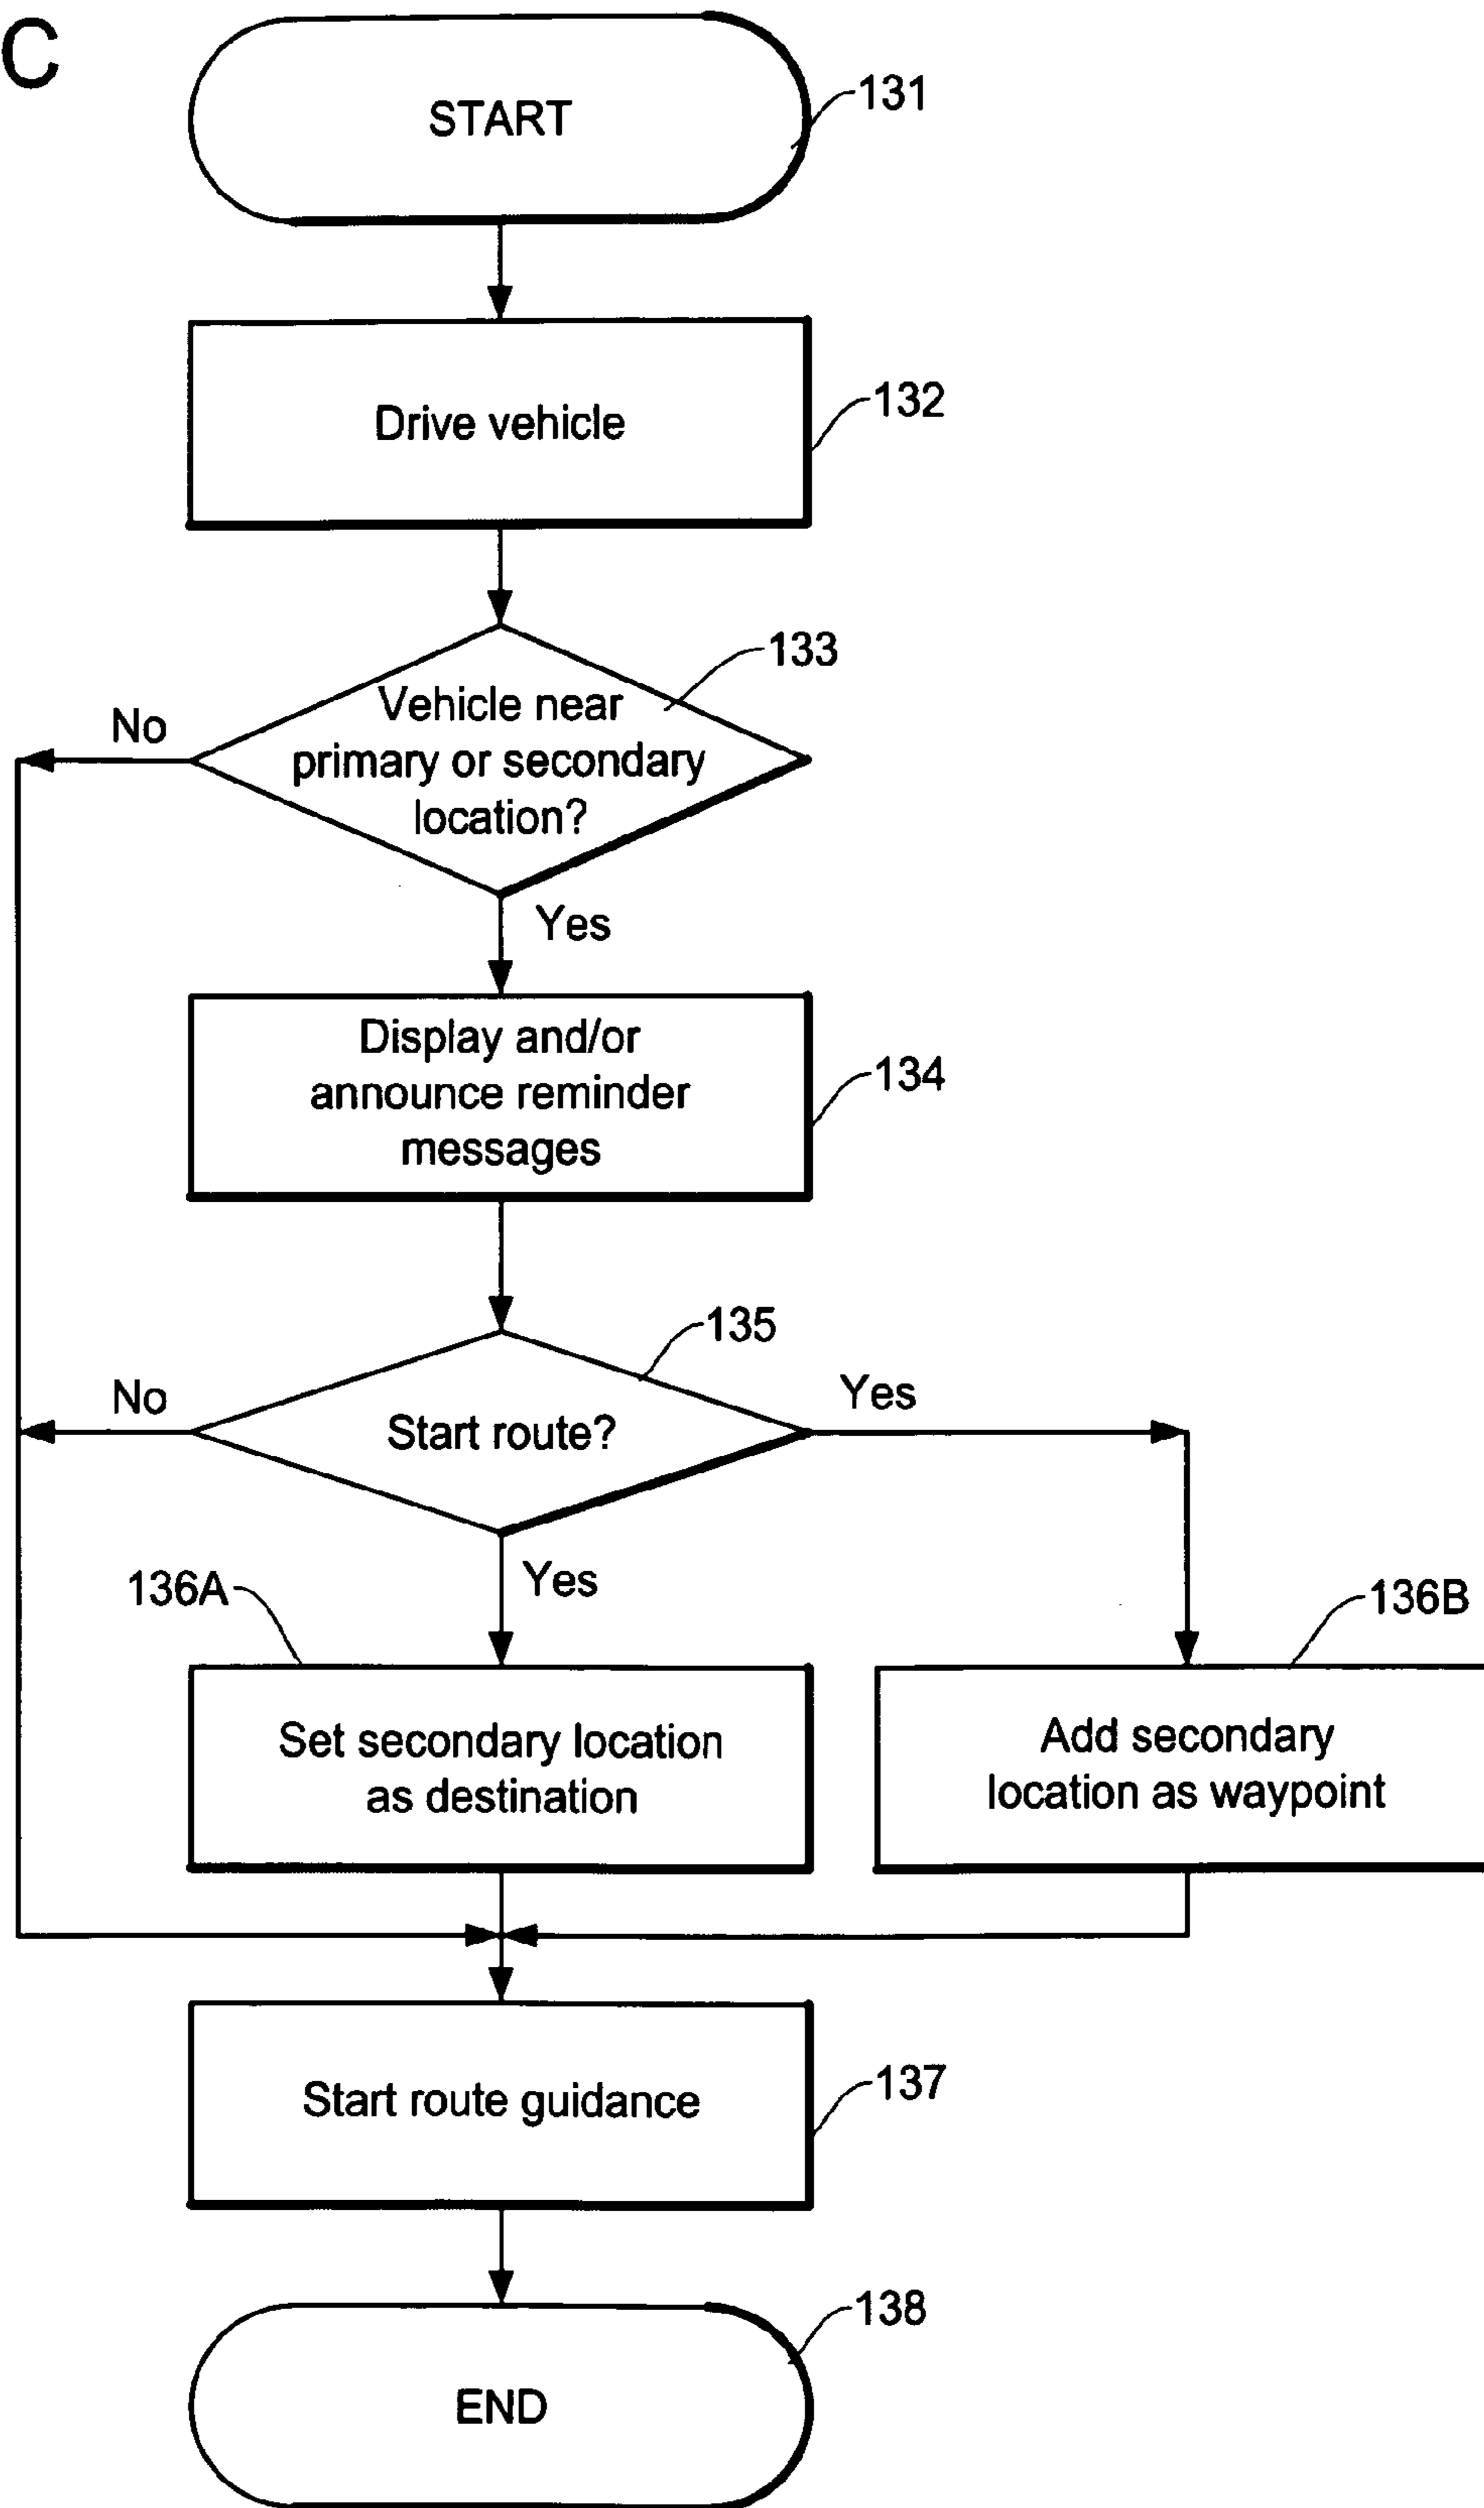 C
START
131
Drive vehicle
132
133
Vehicle near
primary or secondary
location?
No
Yes
Display and/or
announce reminder
messages
134
135
No
Start route?
Yes
Yes
136A
136B
Set secondary location
as destination
Add secondary
location as waypoint
Start route guidance
137
138
END